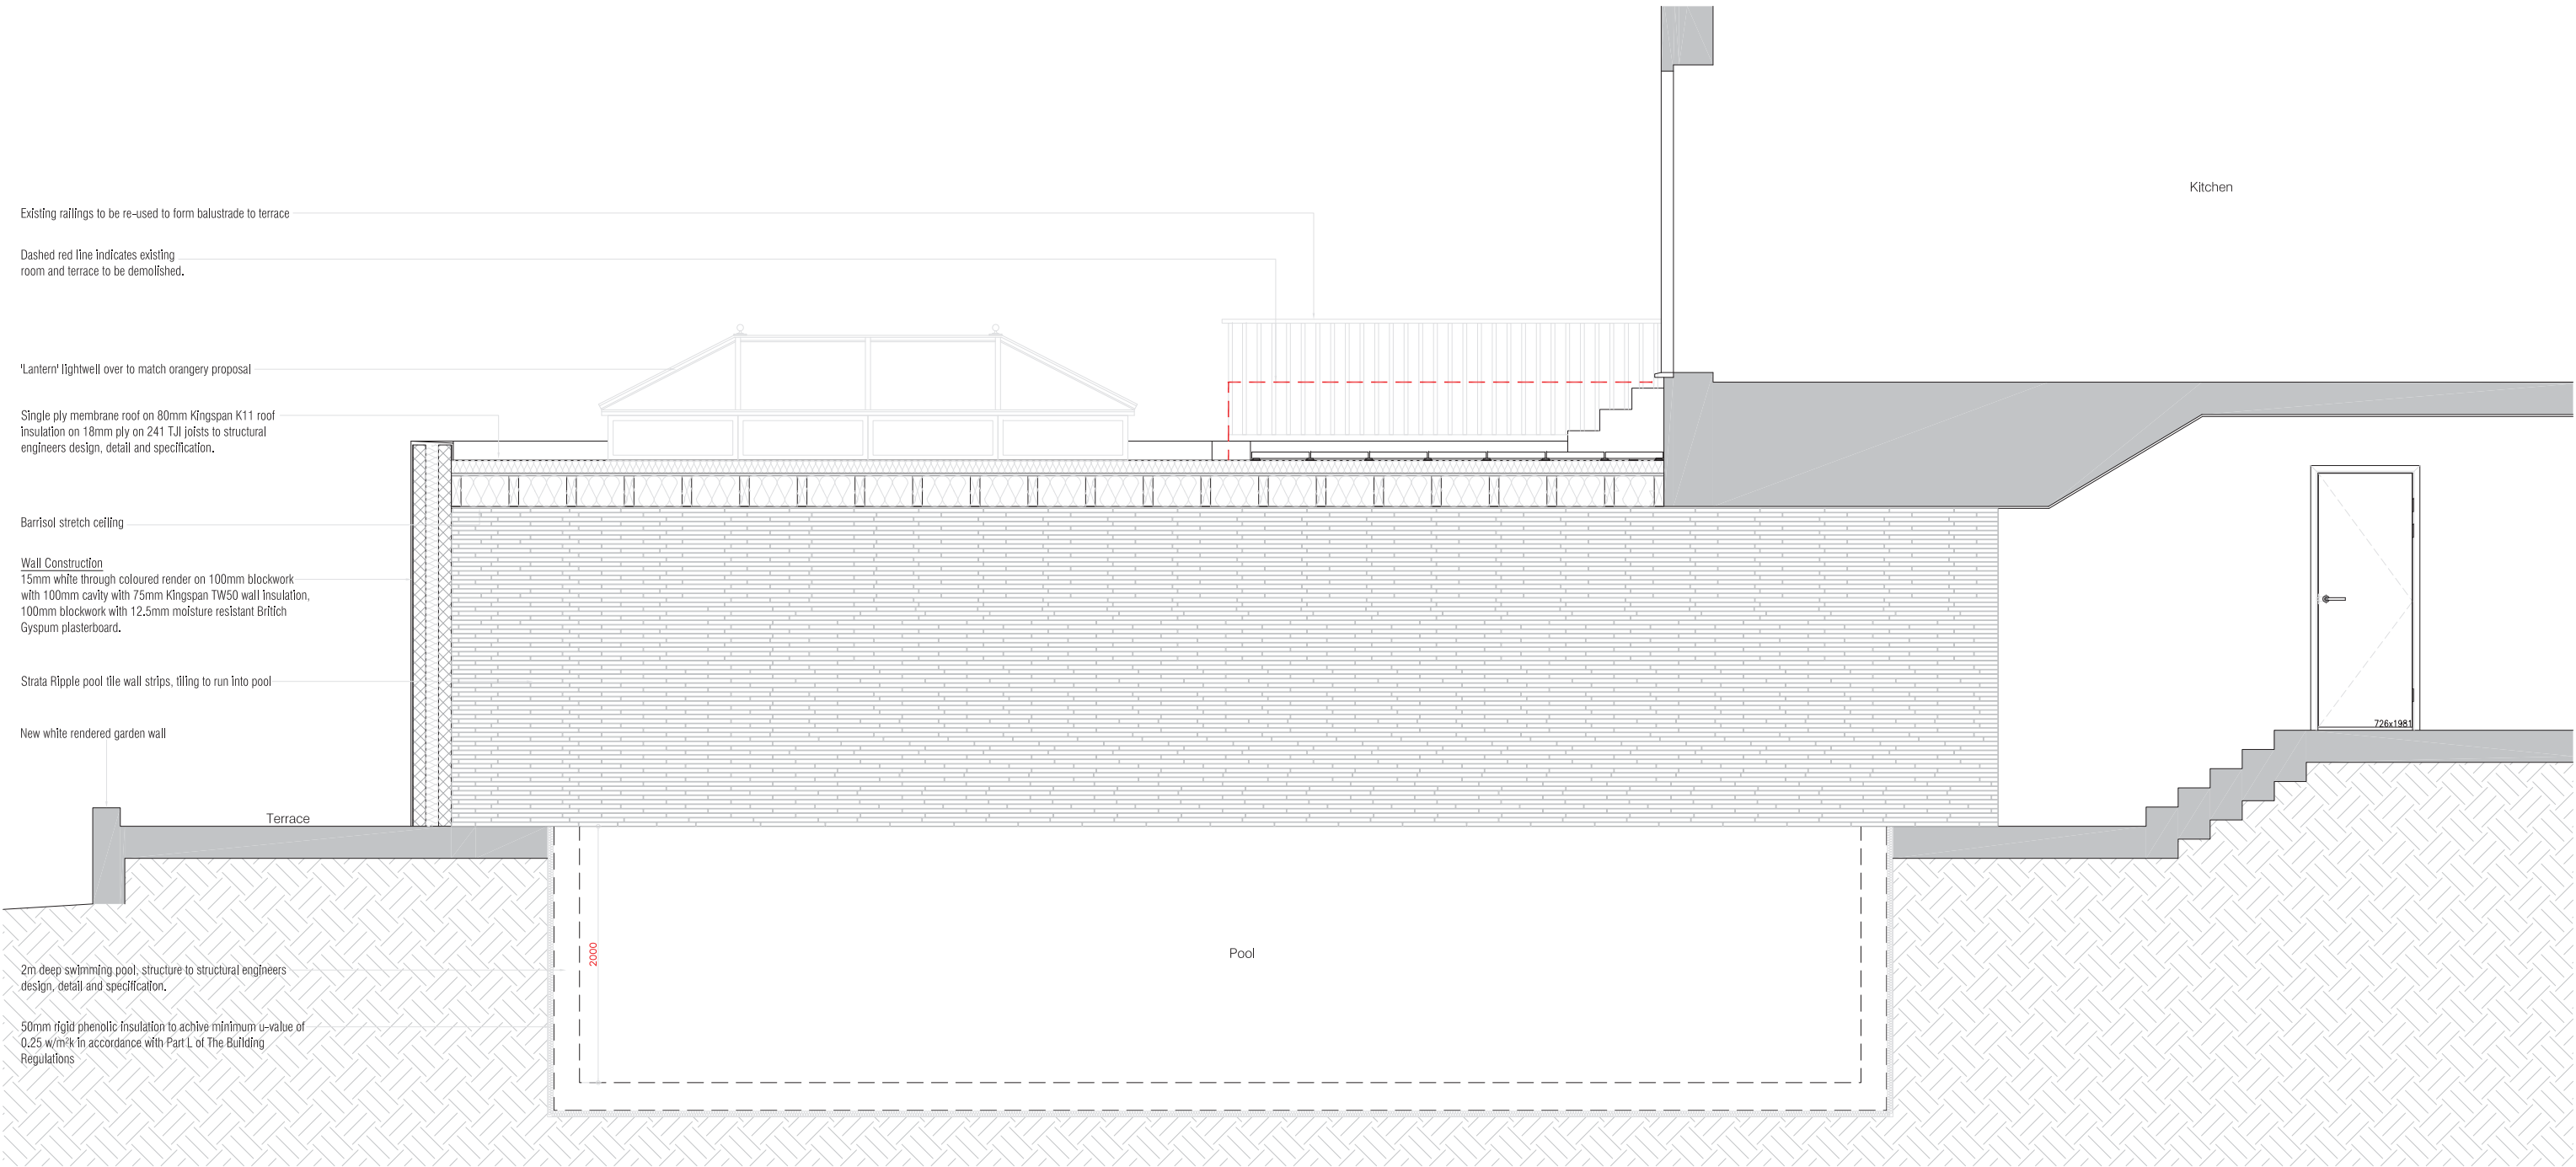 Kitchen
Existing railings to be re-used to form balustrade to terrace
Dashed red line indicates existing
room and terrace to be demolished.
'Lantern' lightwell over to match orangery proposal
Single ply membrane roof on 80mm Kingspan K11 roof
insulation on 18mm ply on 241 TJI joists to structural
engineers design, detail and specification.
Barrisol stretch ceiling
Wall Construction
15mm white through coloured render on 100mm blockwork
with 100mm cavity with 75mm Kingspan TW50 wall insulation,
100mm blockwork with 12.5mm moisture resistant Britich
Gyspum plasterboard.
Strata Ripple pool tile wall strips, tiling to run into pool
726x1981
New white rendered garden wall
Terrace
2000
Pool
2m deep swimming pool, structure to structural engineers
design, detail and specification.
50mm rigid phenolic insulation to achive minimum u-value of
0.25 w/m²k in accordance with Part L of The Building
Regulations